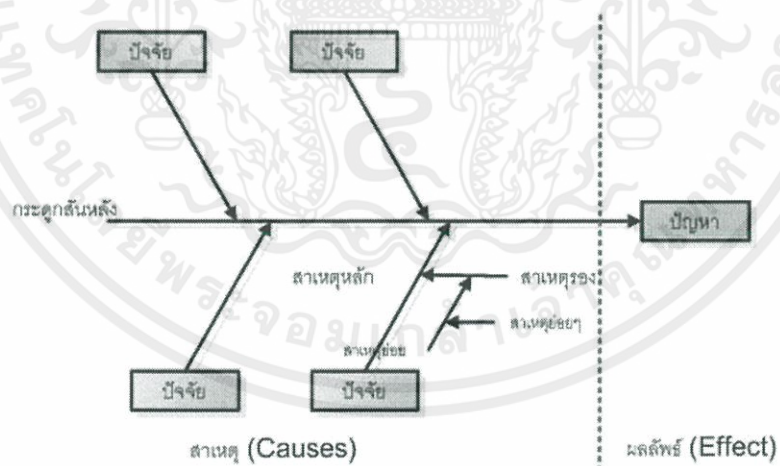 ปัจจัย ปัจจัย
กระดูกสันหลัง
ปัญหา
สาเหตุหลัก
สาเหตุรอง
สาเหตุย่อยๆ
สาเหตุย่อย
ปัจจัย ปัจจัย
สาเหตุ (Causes)
ผลลัพธ์ (Effect)